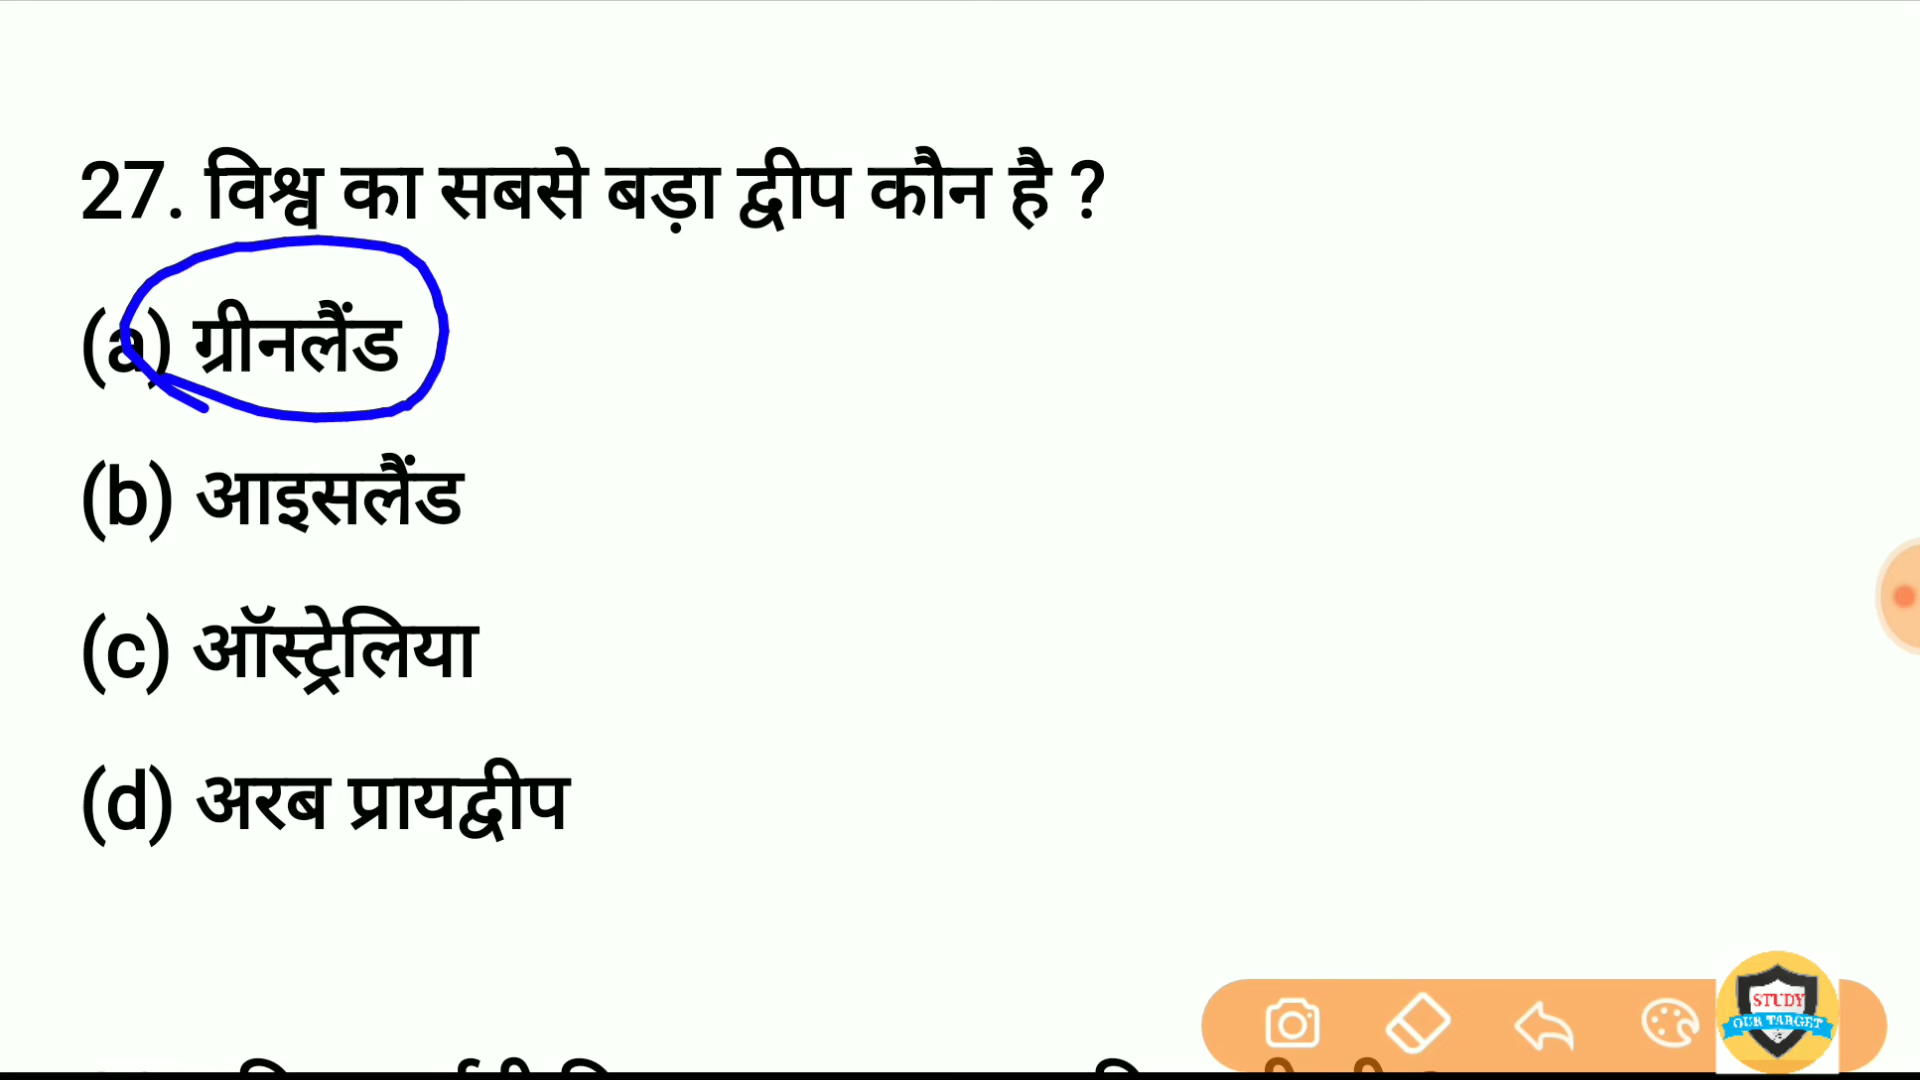 27. विश्व का सबसे बड़ा द्वीप कौन है ?
(a) ग्रीनलैंड
(b) आइसलैंड
(c) ऑस्ट्रेलिया
(d) अरब प्रायद्वीप
STUDY
OUR TARGET